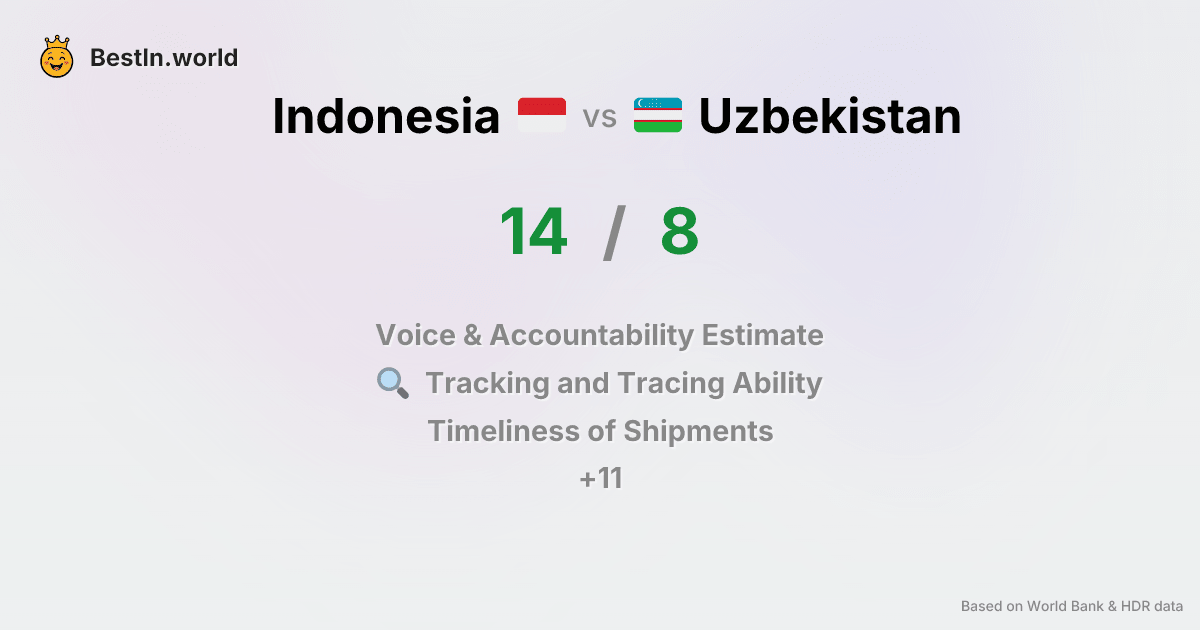 BestIn.world
Indonesia vs Uzbekistan
14 / 8
Voice & Accountability Estimate
Tracking and Tracing Ability
Timeliness of Shipments
+11
Based on World Bank & HDR data